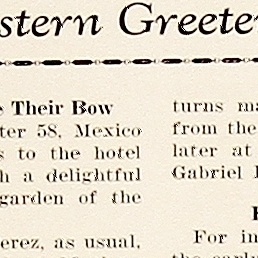 stern Greete
e Their Bow
ter 58, Mexico
s to the hotel
h a delightful
garden of the
erez, as usual,
turns ma
from the
later at
Gabriel
For in